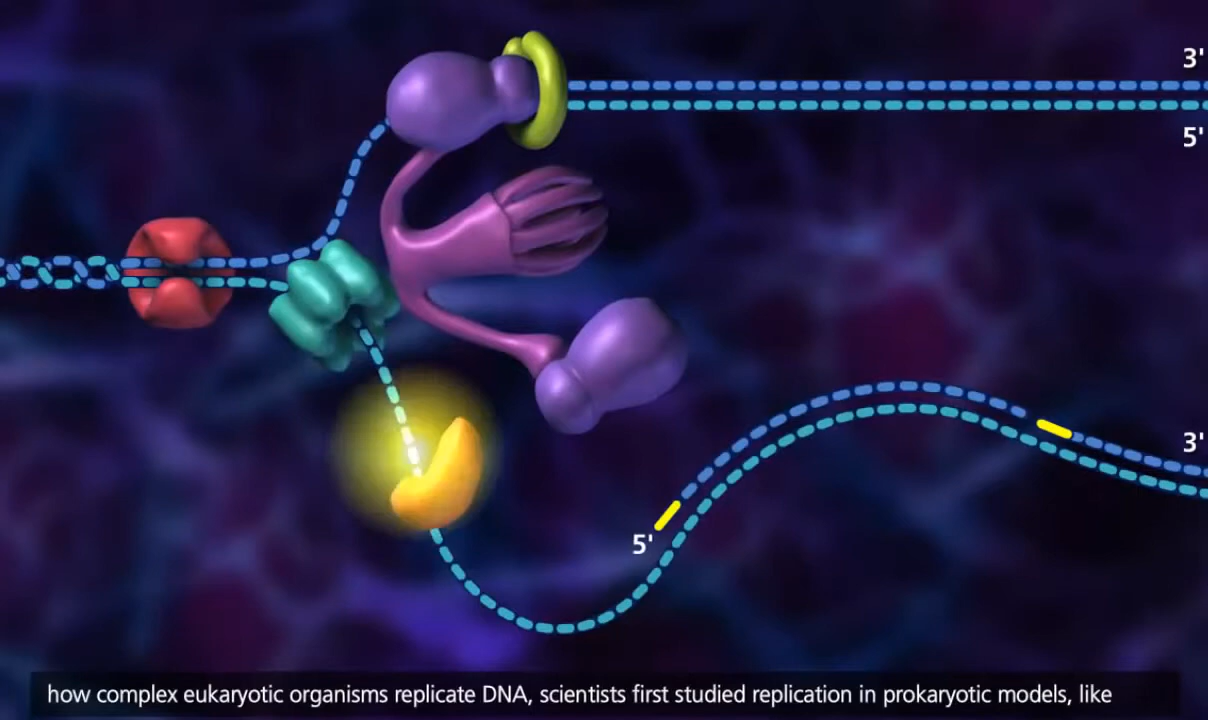 3'
5'
3'
5'
how complex eukaryotic organisms replicate DNA, scientists first studied replication in prokaryotic models, like